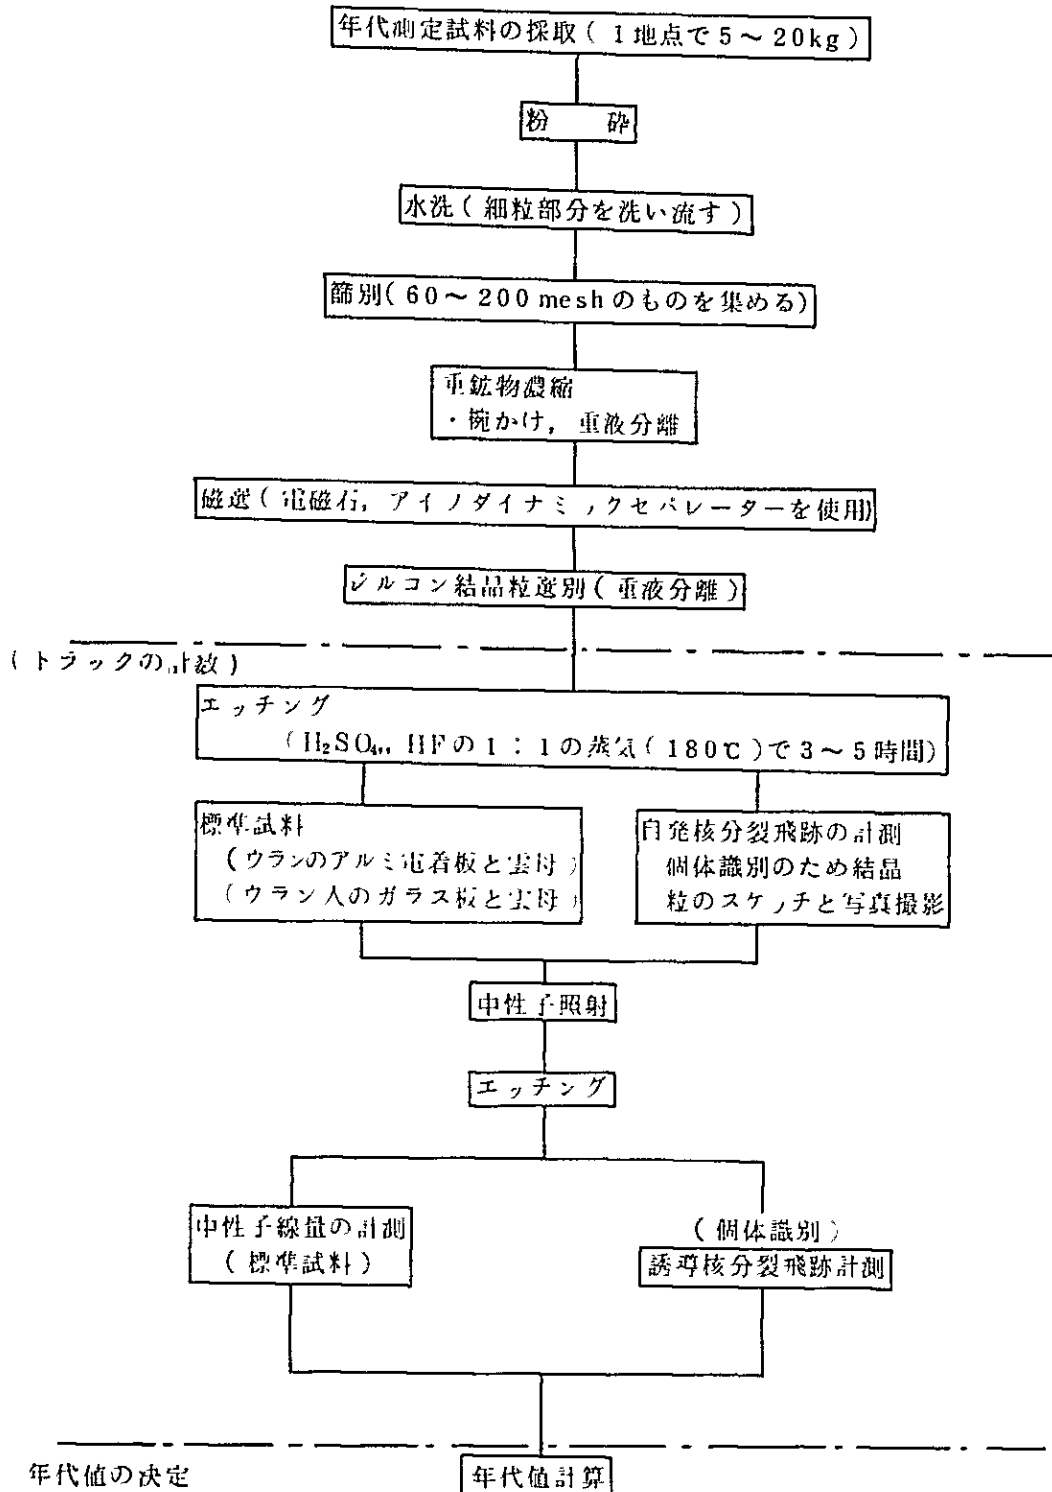 年代測定試料の採取(1地点で5～20kg)
粉 砕
水洗(細粒部分を洗い流す)
篩別(60～200meshのものを集める)
重鉱物濃縮
・椀かけ,重液分離
磁選(電磁石,アイソダイナミックセパレーターを使用)
ジルコン結晶粒選別(重液分離)
(トラックの計数)
エッチング
(H₂SO₄, HFの1:1の蒸気(180℃)で3～5時間)
標準試料
(ウランのアルミ電着板と雲母)
(ウラン入のガラス板と雲母)
自発核分裂飛跡の計測
個体識別のため結晶
粒のスケッチと写真撮影
中性子照射
エッチング
中性子線量の計測
(標準試料)
(個体識別)
誘導核分裂飛跡計測
年代値の決定
年代値計算